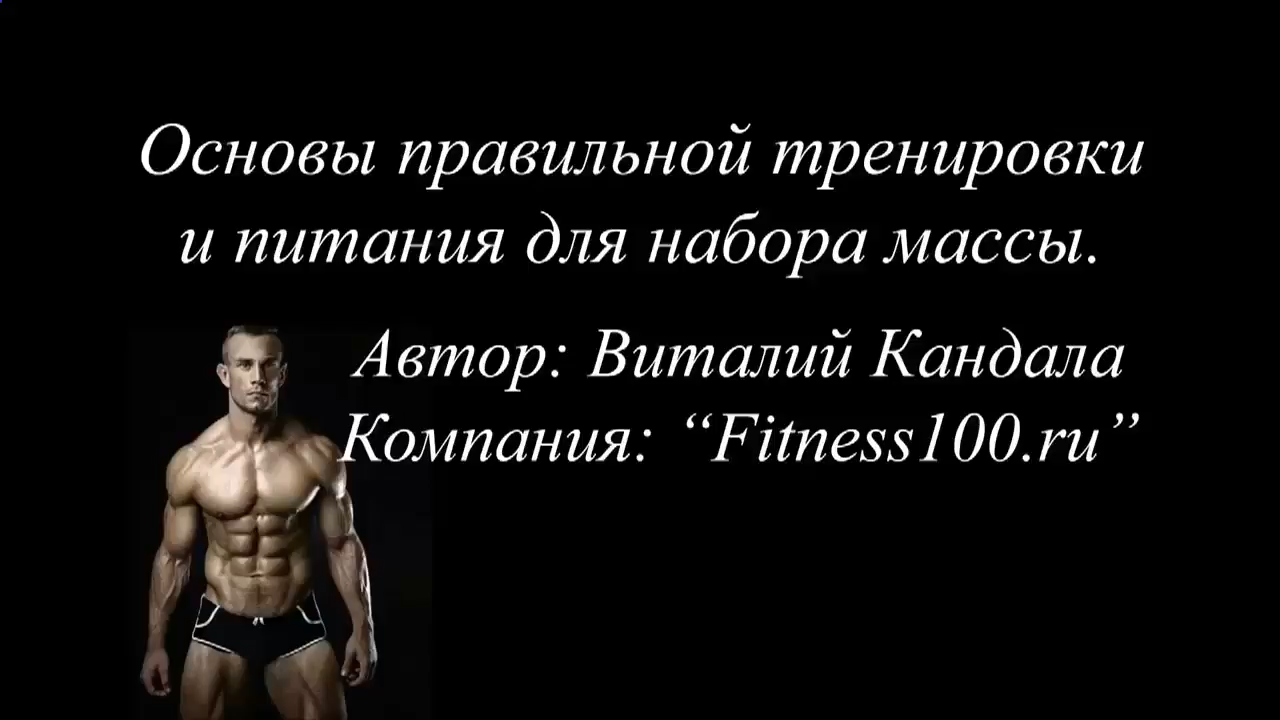 Основы правильной тренировки
и питания для набора массы.
Автор: Виталий Кандала
Компания: “Fitness100.ru”